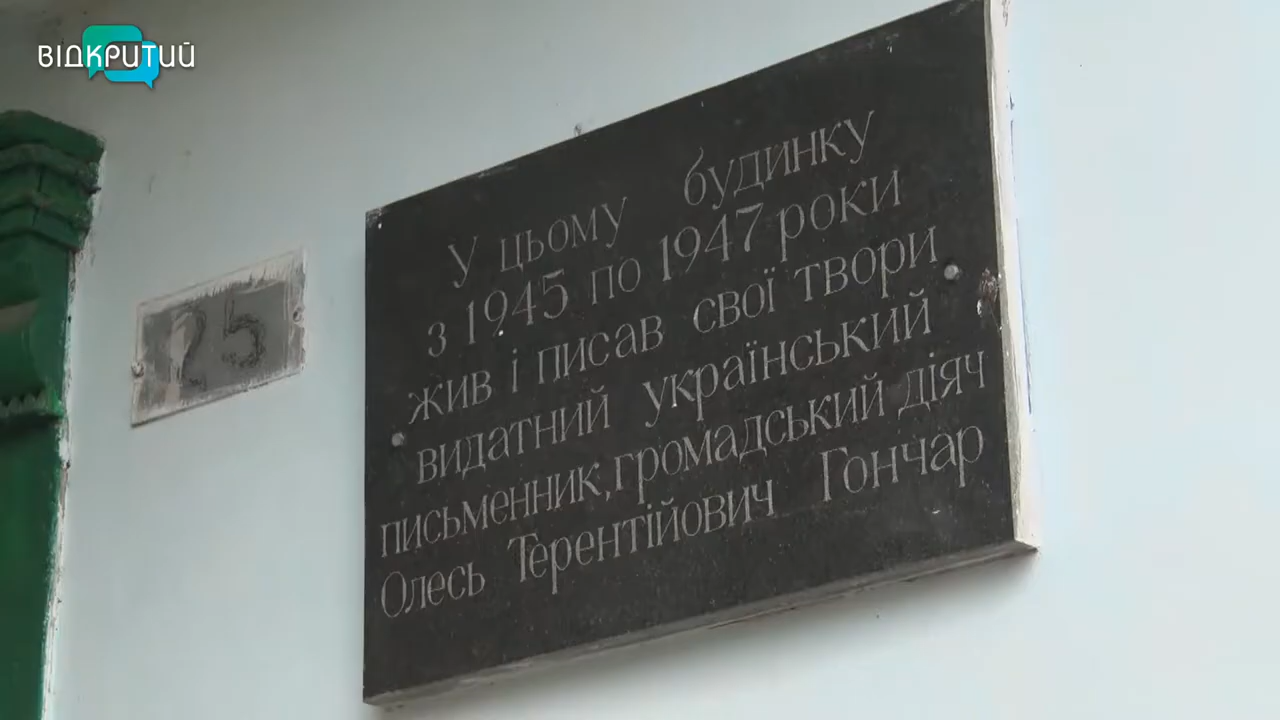 ВІДКРИТИЙ
25
У цьому будинку
з 1945 по 1947 роки
жив і писав свої твори
видатний український
письменник, громадський діяч
Олесь Терентійович Гончар